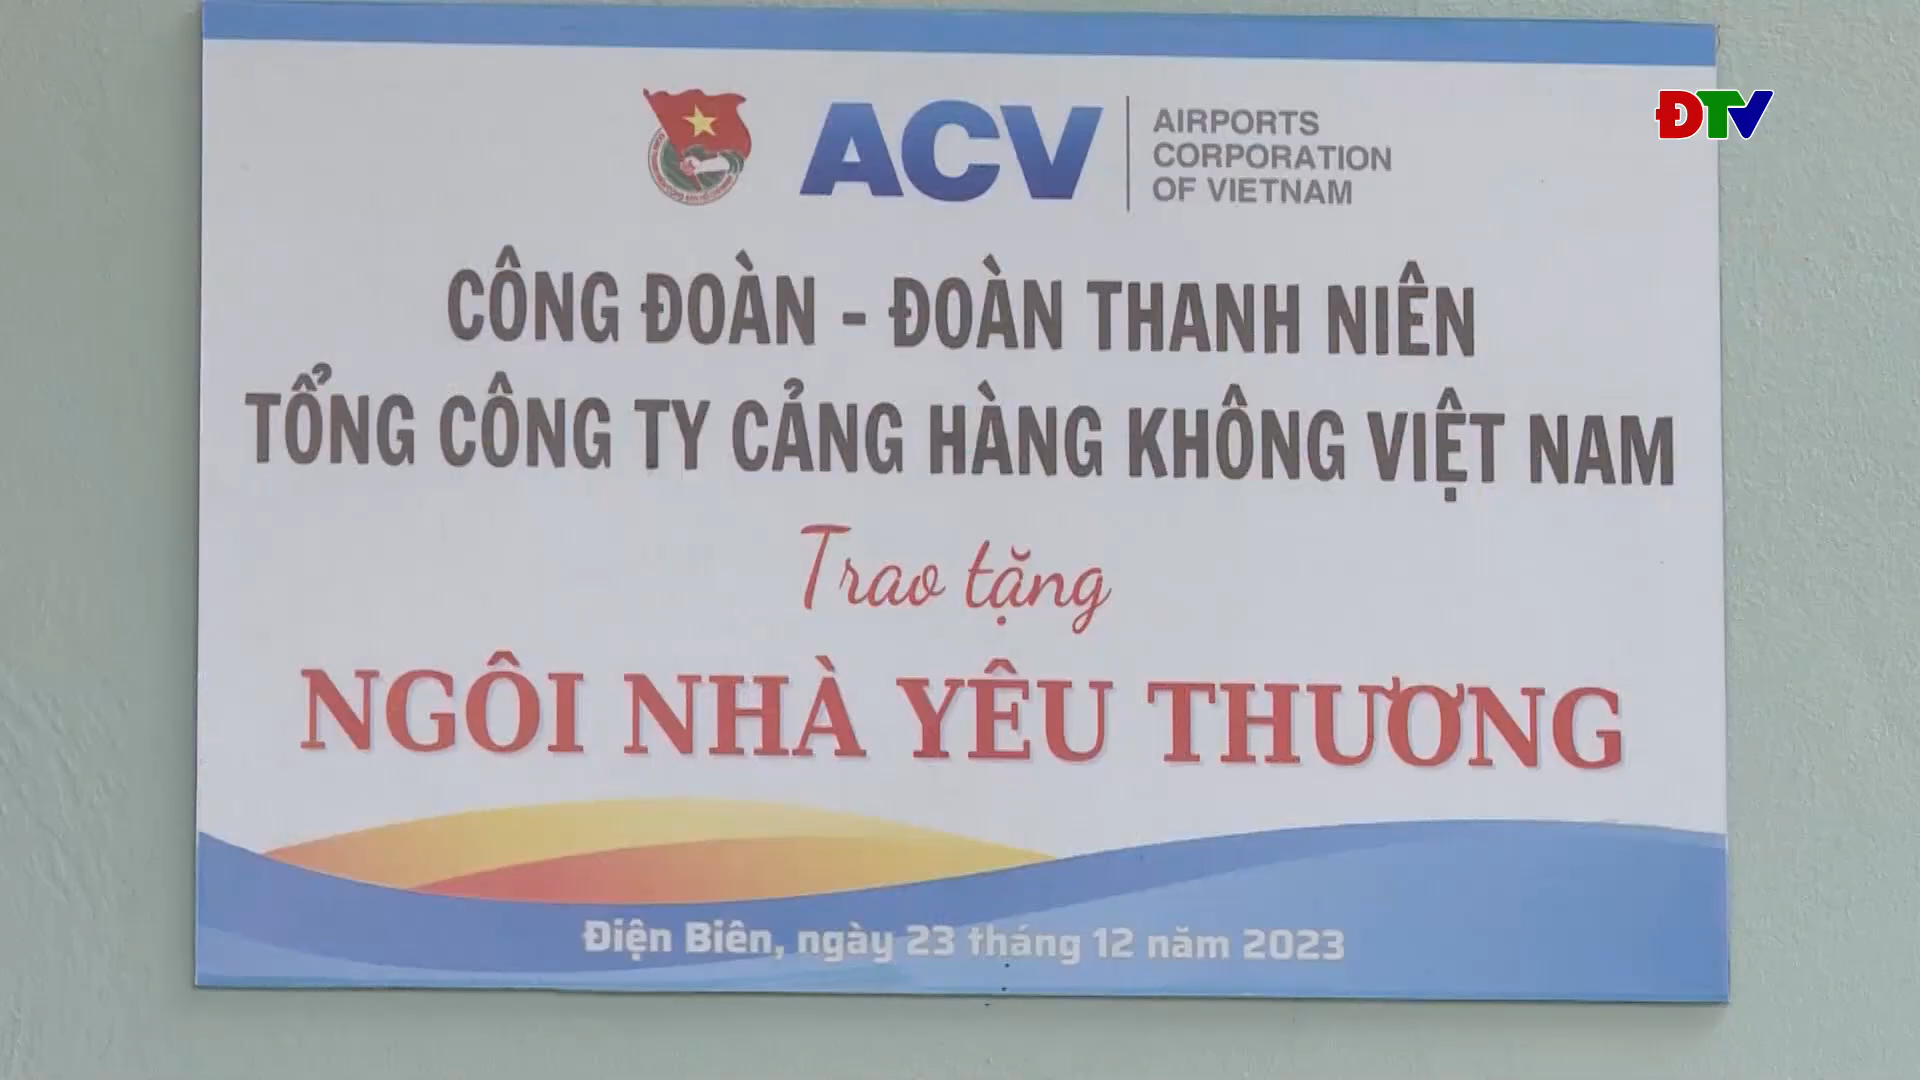 ACV
AIRPORTS
CORPORATION
OF VIETNAM
ĐTV
CÔNG ĐOÀN - ĐOÀN THANH NIÊN
TỔNG CÔNG TY CẢNG HÀNG KHÔNG VIỆT NAM
Trao tặng
NGÔI NHÀ YÊU THƯƠNG
Điện Biên, ngày 23 tháng 12 năm 2023